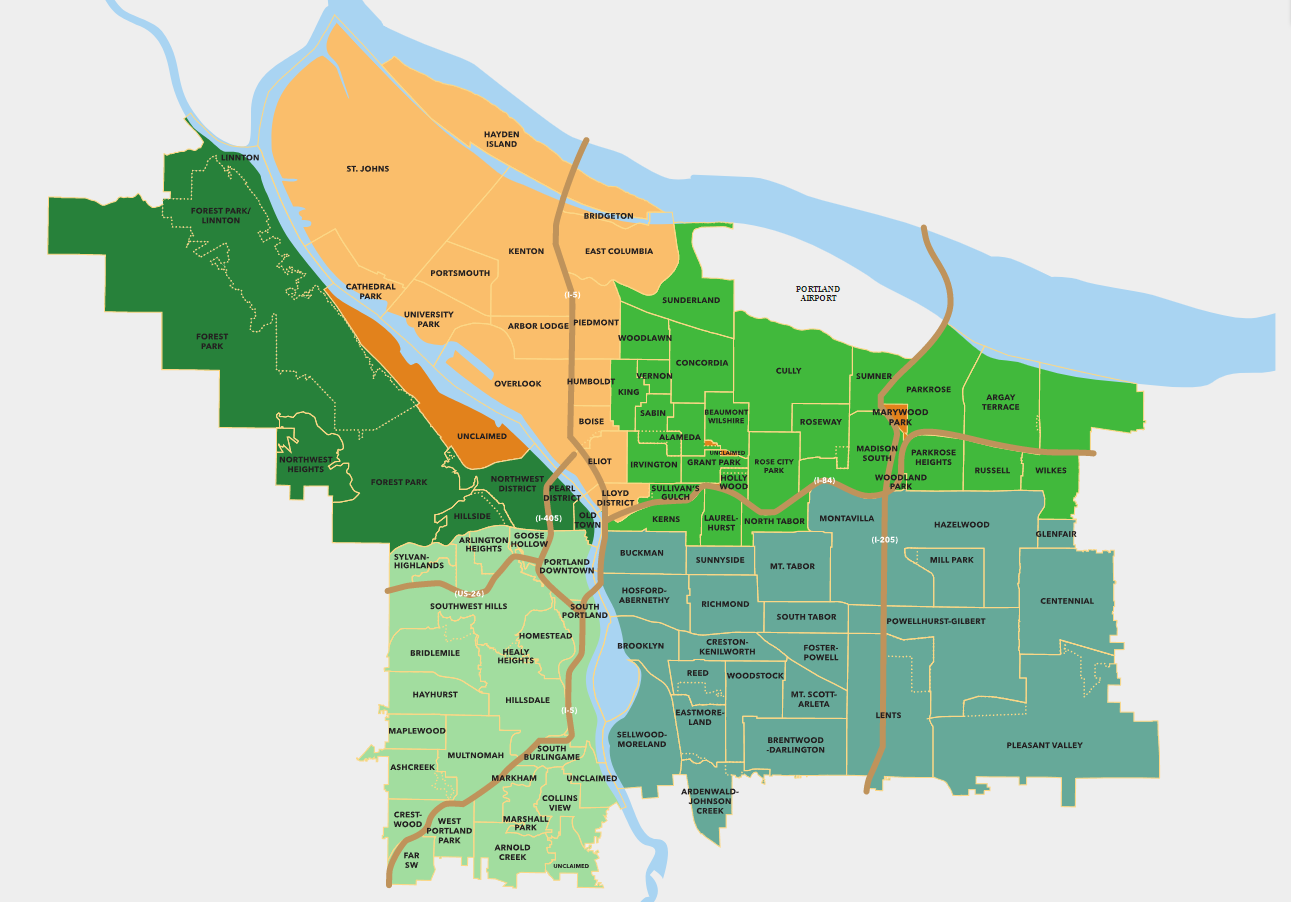 HAYDEN
ISLAND
LINNTON
ST. JOHNS
FOREST PARK/
LINNTON
BRIDGETON
KENTON
EAST COLUMBIA
PORTSMOUTH
CATHEDRAL
PARK
(I-5)
PORTLAND
AIRPORT
SUNDERLAND
UNIVERSITY
PARK
ARBOR LODGE
PIEDMONT
WOODLAWN
FOREST
PARK
CONCORDIA
CULLY
OVERLOOK
HUMBOLDT
VERNON
KING
SUMNER
PARKROSE
ARGAY
TERRACE
BOISE
SABIN
BEAUMONT
WILSHIRE
ROSEWAY
MARYWOOD
PARK
UNCLAIMED
ALAMEDA
UNCLAIMED
MADISON
SOUTH
PARKROSE
HEIGHTS
NORTHWEST
HEIGHTS
ELIOT
IRVINGTON
GRANT PARK
ROSE CITY
PARK
RUSSELL
WILKES
FOREST PARK
NORTHWEST
DISTRICT
PEARL
DISTRICT
LLOYD
DISTRICT
SULLIVAN'S
GULCH
HOLLY
WOOD
(I-84)
WOODLAND
PARK
HILLSIDE
(I-405)
OLD
TOWN
KERNS
LAUREL-
HURST
NORTH TABOR
MONTAVILLA
HAZELWOOD
GLENFAIR
ARLINGTON
HEIGHTS
GOOSE
HOLLOW
(I-205)
SYLVAN-
HIGHLANDS
PORTLAND
DOWNTOWN
BUCKMAN
SUNNYSIDE
MT. TABOR
MILL PARK
(US-26)
SOUTHWEST HILLS
SOUTH
PORTLAND
HOSFORD-
ABERNETHY
RICHMOND
SOUTH TABOR
POWELLHURST-GILBERT
CENTENNIAL
HOMESTEAD
BRIDLEMILE
HEALY
HEIGHTS
BROOKLYN
CRESTON-
KENILWORTH
FOSTER-
POWELL
REED
WOODSTOCK
HAYHURST
HILLSDALE
(I-5)
MT. SCOTT-
ARLETA
EASTMORE-
LAND
LENTS
MAPLEWOOD
SELLWOOD-
MORELAND
BRENTWOOD
-DARLINGTON
PLEASANT VALLEY
MULTNOMAH
SOUTH
BURLINGAME
ASHCREEK
MARKHAM
UNCLAIMED
ARDENWALD-
JOHNSON
CREEK
COLLINS
VIEW
CREST-
WOOD
WEST
PORTLAND
PARK
MARSHALL
PARK
FAR
SW
ARNOLD
CREEK
UNCLAIMED